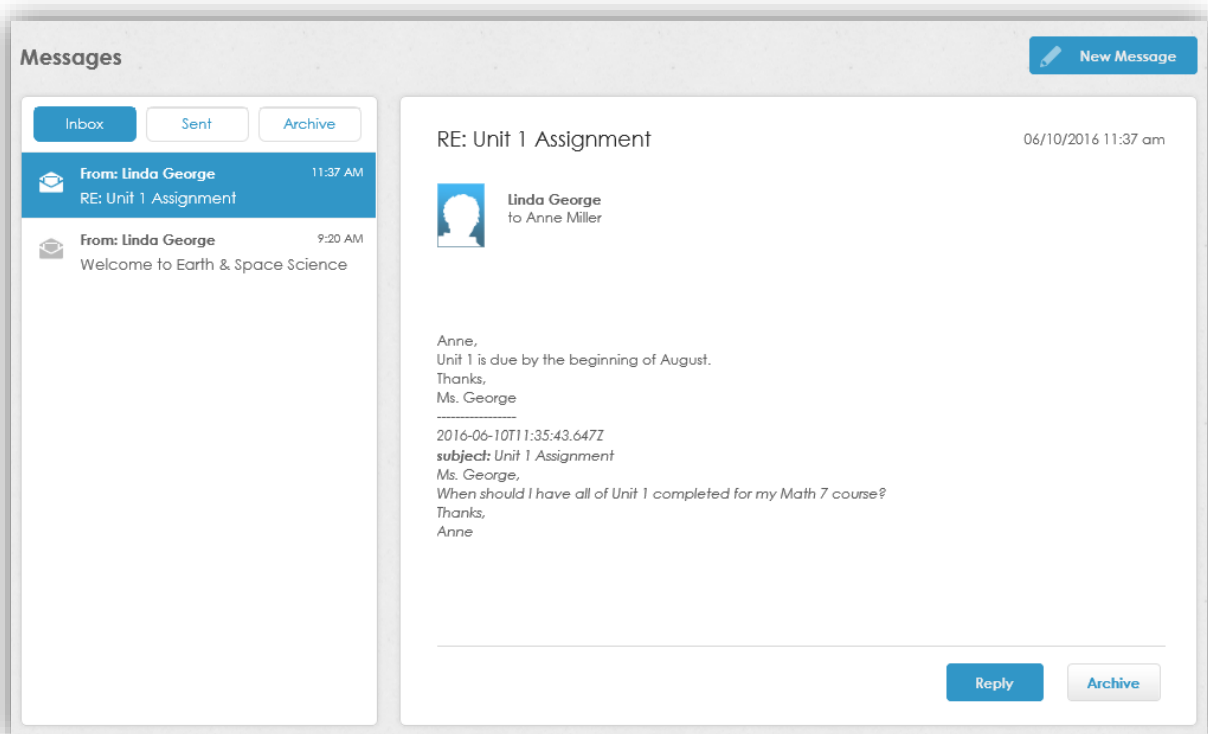 Messages
New Message
Inbox
Sent
Archive
From: Linda George
11:37 AM
RE: Unit 1 Assignment
From: Linda George
9:20 AM
Welcome to Earth & Space Science
RE: Unit 1 Assignment
06/10/2016 11:37 am
Linda George
to Anne Miller
Anne,
Unit 1 is due by the beginning of August.
Thanks,
Ms. George
-----------------
2016-06-10T11:35:43.647Z
subject: Unit 1 Assignment
Ms. George,
When should I have all of Unit 1 completed for my Math 7 course?
Thanks,
Anne
Reply
Archive